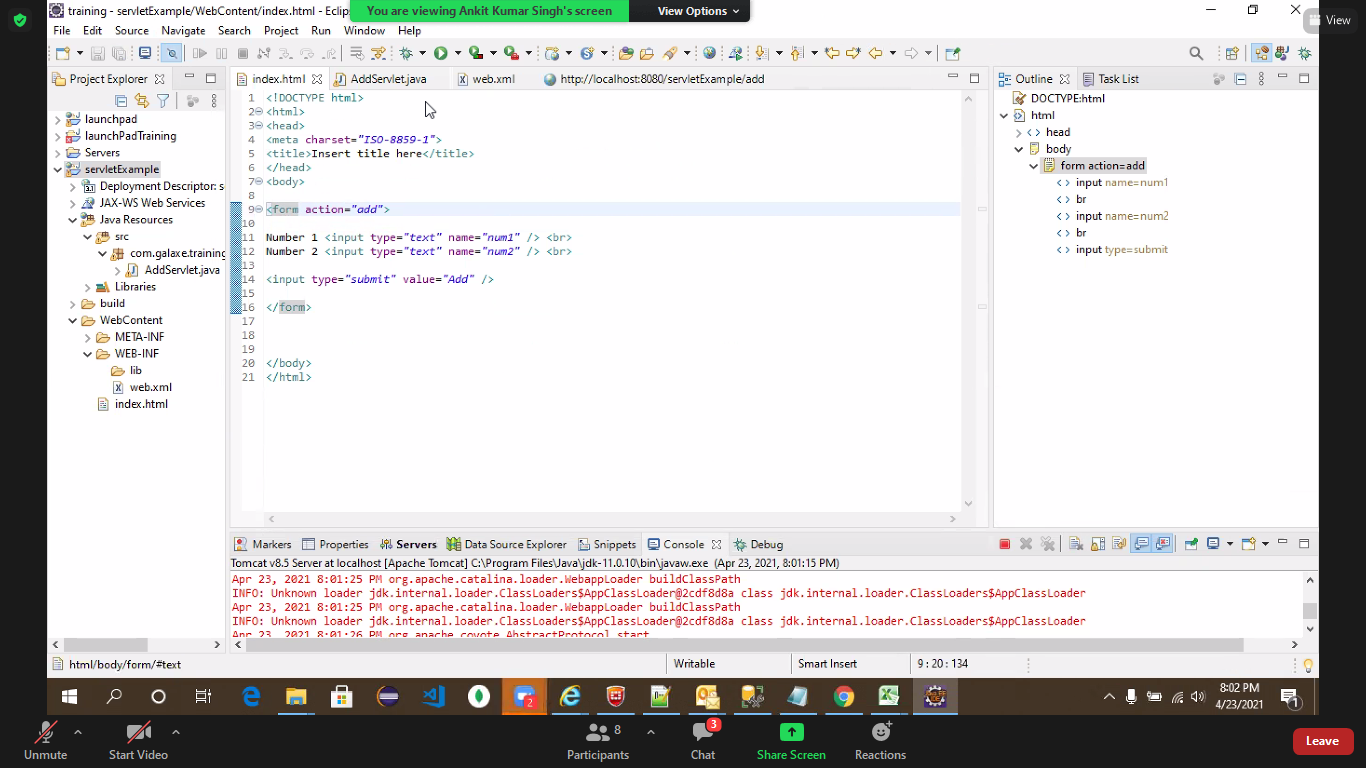 training - servletExample/WebContent/index.html - Eclip
You are viewing Ankit Kumar Singh's screen
View Options
View
File Edit Source Navigate Search Project Run Window Help
Project Explorer
index.html
AddServlet.java
web.xml
http://localhost:8080/servletExample/add
Outline
Task List
launchpad
launchPadTraining
Servers
servletExample
Deployment Descriptor: s
JAX-WS Web Services
Java Resources
src
com.galaxe.training
AddServlet.java
Libraries
build
WebContent
META-INF
WEB-INF
lib
web.xml
index.html
1 <!DOCTYPE html>
2 <html>
3 <head>
4 <meta charset="ISO-8859-1">
5 <title>Insert title here</title>
6 </head>
7 <body>
8
9 <form action="add">
10
11 Number 1 <input type="text" name="num1" /> <br>
12 Number 2 <input type="text" name="num2" /> <br>
13
14 <input type="submit" value="Add" />
15
16 </form>
17
18
19
20 </body>
21 </html>
DOCTYPE:html
html
head
body
form action=add
input name=num1
br
input name=num2
br
input type=submit
Markers
Properties
Servers
Data Source Explorer
Snippets
Console
Debug
Tomcat v8.5 Server at localhost [Apache Tomcat] C:\Program Files\Java\jdk-11.0.10\bin\javaw.exe (Apr 23, 2021, 8:01:15 PM)
Apr 23, 2021 8:01:25 PM org.apache.catalina.loader.WebappLoader buildClassPath
INFO: Unknown loader jdk.internal.loader.ClassLoaders$AppClassLoader@2cdf8d8a class jdk.internal.loader.ClassLoaders$AppClassLoader
Apr 23, 2021 8:01:25 PM org.apache.catalina.loader.WebappLoader buildClassPath
INFO: Unknown loader jdk.internal.loader.ClassLoaders$AppClassLoader@2cdf8d8a class jdk.internal.loader.ClassLoaders$AppClassLoader
Apr 23, 2021 8:01:26 PM org.apache.coyote.AbstractProtocol start
html/body/form/#text
Writable
Smart Insert
9 : 20 : 134
2
8:02 PM
4/23/2021
1
Unmute
Start Video
Participants
8
Chat
3
Share Screen
Reactions
Leave